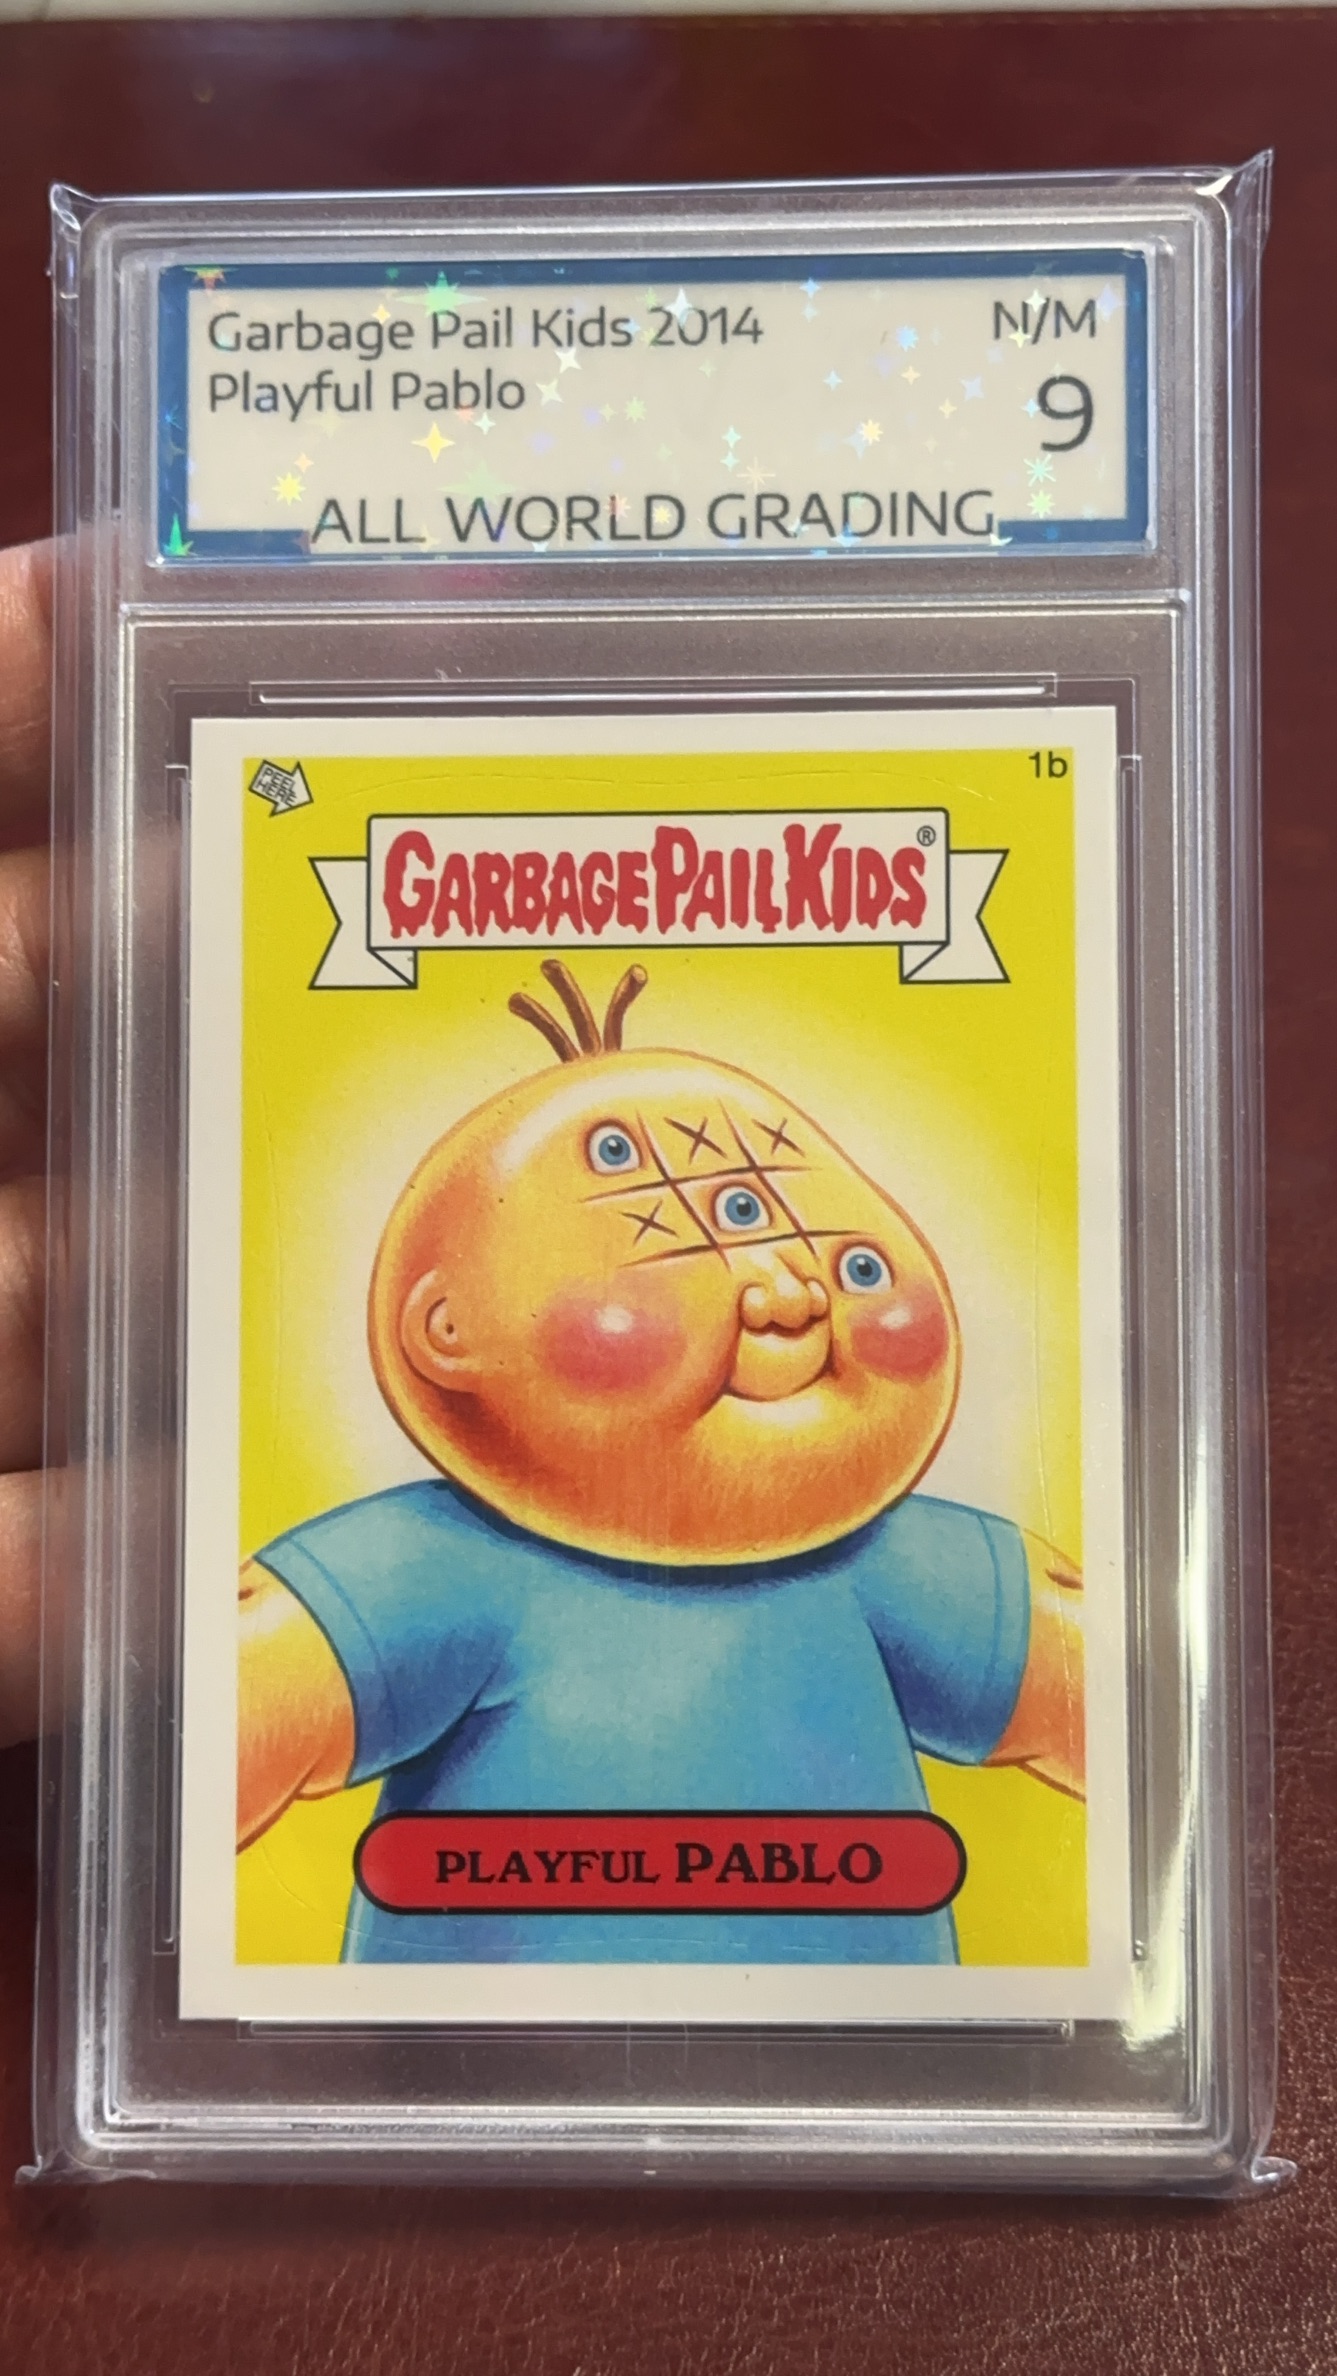 Garbage Pail Kids 2014
N/M
Playful Pablo
9
ALL WORLD GRADING
PEEL
HERE
1b
GARBAGE PAIL KIDS®
PLAYFUL PABLO